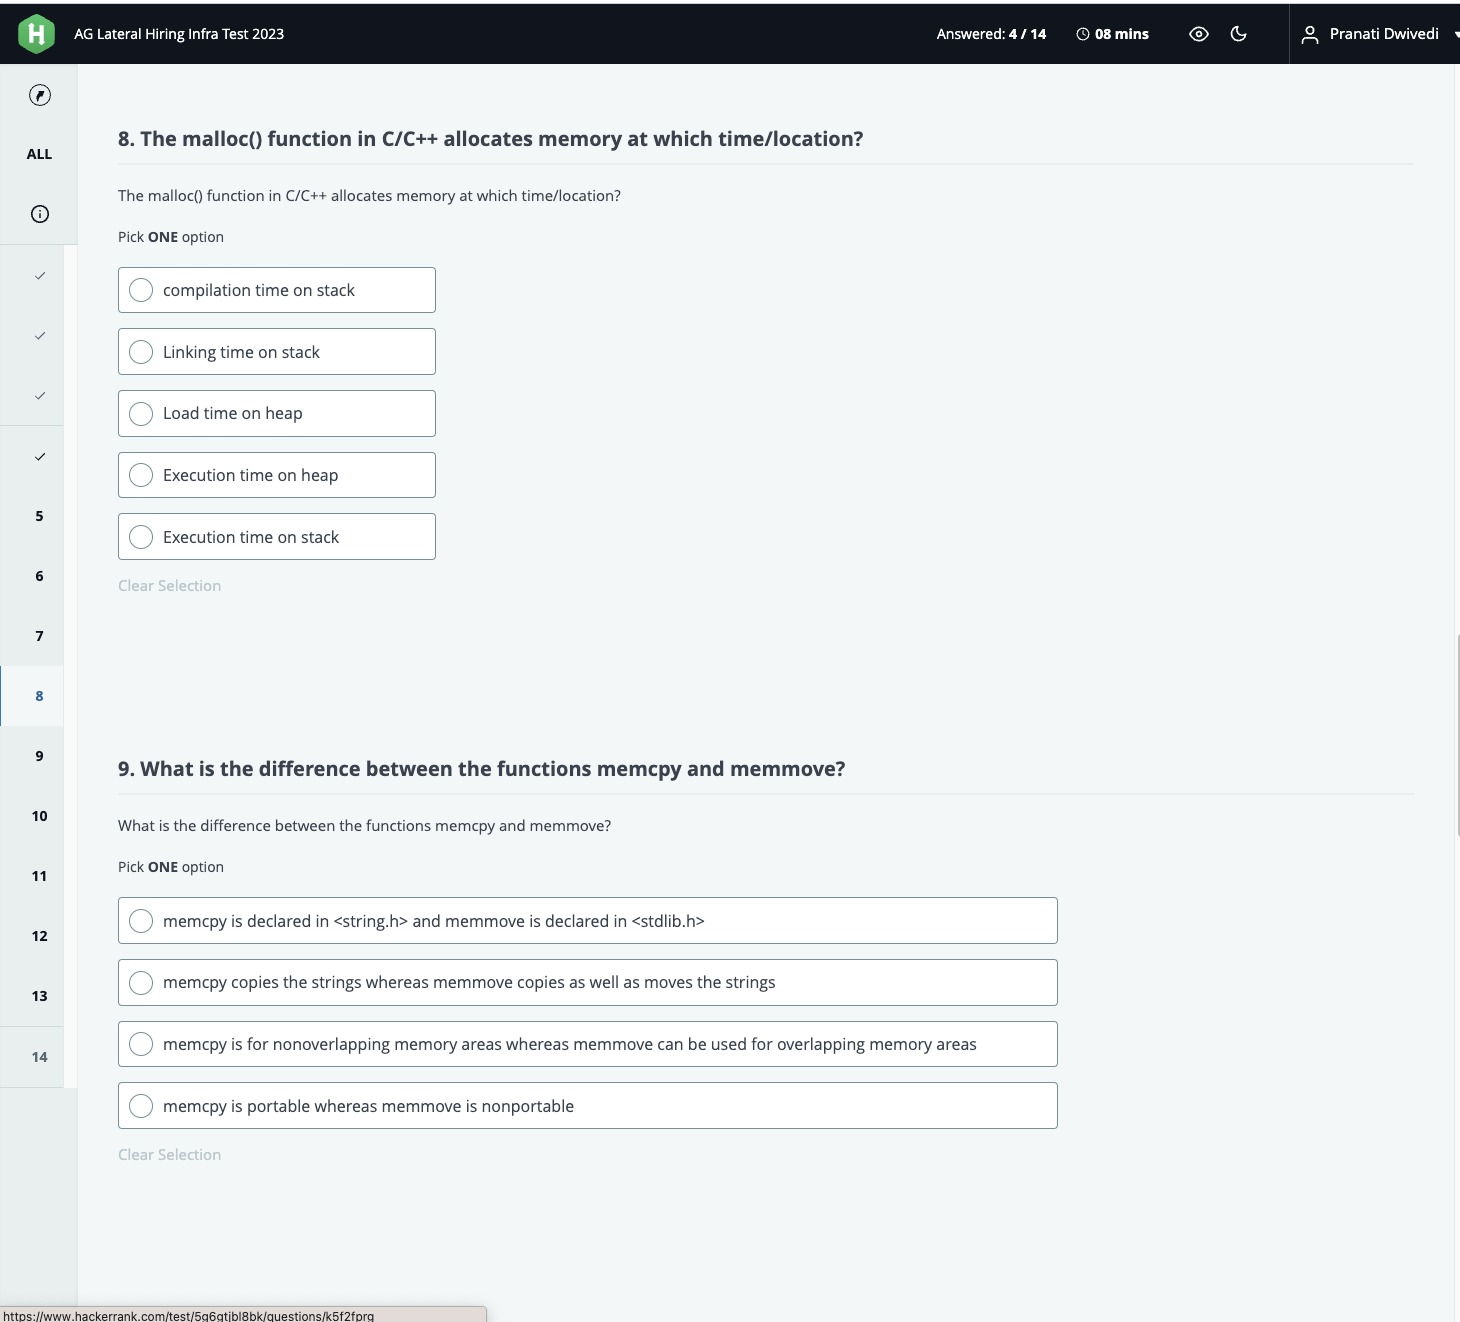 H
AG Lateral Hiring Infra Test 2023
Answered: 4 / 14
08 mins
Pranati Dwivedi
ALL
5
6
7
8
9
10
11
12
13
14
8. The malloc() function in C/C++ allocates memory at which time/location?
The malloc() function in C/C++ allocates memory at which time/location?
Pick ONE option
compilation time on stack
Linking time on stack
Load time on heap
Execution time on heap
Execution time on stack
Clear Selection
9. What is the difference between the functions memcpy and memmove?
What is the difference between the functions memcpy and memmove?
Pick ONE option
memcpy is declared in <string.h> and memmove is declared in <stdlib.h>
memcpy copies the strings whereas memmove copies as well as moves the strings
memcpy is for nonoverlapping memory areas whereas memmove can be used for overlapping memory areas
memcpy is portable whereas memmove is nonportable
Clear Selection
https://www.hackerrank.com/test/5g6gtjbl8bk/questions/k5f2fprg